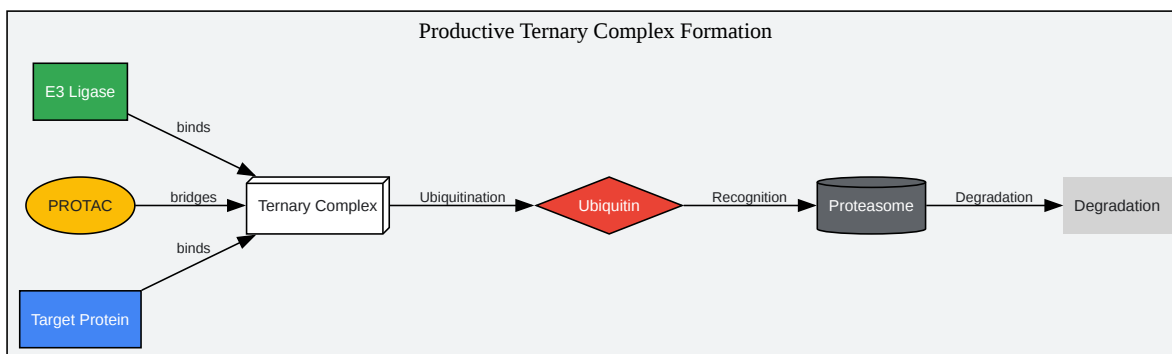 Productive Ternary Complex Formation
E3 Ligase
binds
PROTAC
bridges
Ternary Complex
Ubiquitination
Ubiquitin
Recognition
Proteasome
Degradation
Degradation
binds
Target Protein